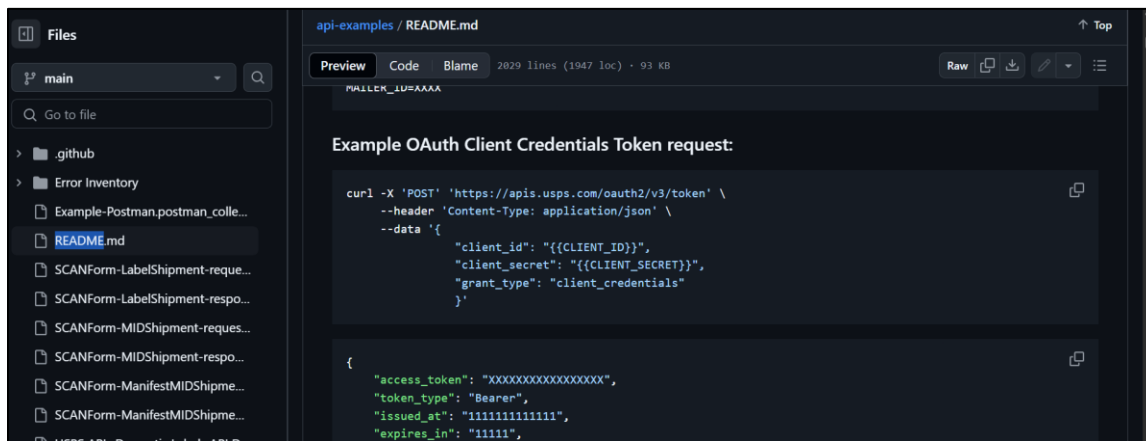 Files
main
Go to file
.github
Error Inventory
Example-Postman.postman_colle...
README.md
SCANForm-LabelShipment-reque...
SCANForm-LabelShipment-respo...
SCANForm-MIDShipment-reques...
SCANForm-MIDShipment-respo...
SCANForm-ManifestMIDShipme...
SCANForm-ManifestMIDShipme...
api-examples / README.md
Top
Preview Code Blame 2029 lines (1947 loc) · 93 KB Raw
MAILER_ID=XXXX
Example OAuth Client Credentials Token request:
curl -X 'POST' 'https://apis.usps.com/oauth2/v3/token' \
--header 'Content-Type: application/json' \
--data '{
"client_id": "{{CLIENT_ID}}",
"client_secret": "{{CLIENT_SECRET}}",
"grant_type": "client_credentials"
}'
{
"access_token": "XXXXXXXXXXXXXXXXX",
"token_type": "Bearer",
"issued_at": "1111111111111",
"expires_in": "11111",